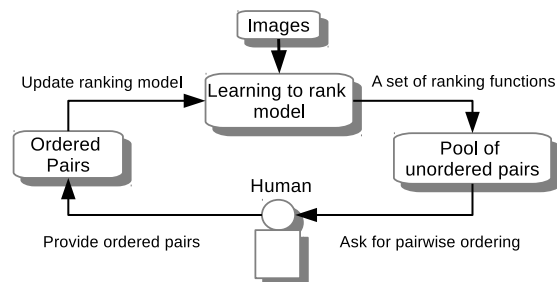 Images
Update ranking model
Learning to rank
model
A set of ranking functions
Ordered
Pairs
Pool of
unordered pairs
Human
Provide ordered pairs
Ask for pairwise ordering